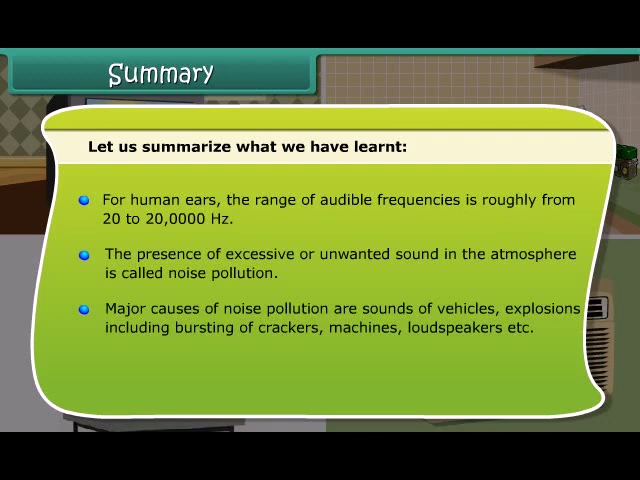 Summary
Let us summarize what we have learnt:
For human ears, the range of audible frequencies is roughly from
20 to 20,0000 Hz.
The presence of excessive or unwanted sound in the atmosphere
is called noise pollution.
Major causes of noise pollution are sounds of vehicles, explosions
including bursting of crackers, machines, loudspeakers etc.